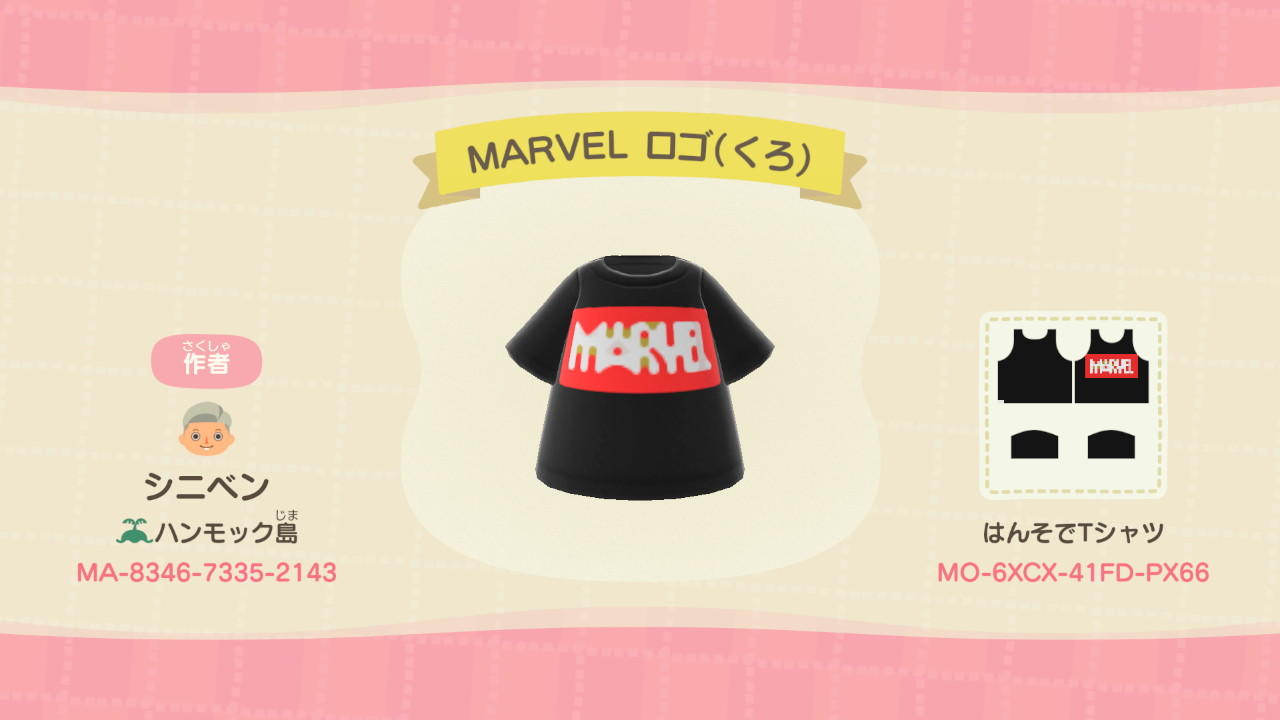 MARVEL ロゴ(くろ)
MARVEL
さくしゃ
作者
シニベン
じま
ハンモック島
MA-8346-7335-2143
MARVEL
はんそでTシャツ
MO-6XCX-41FD-PX66